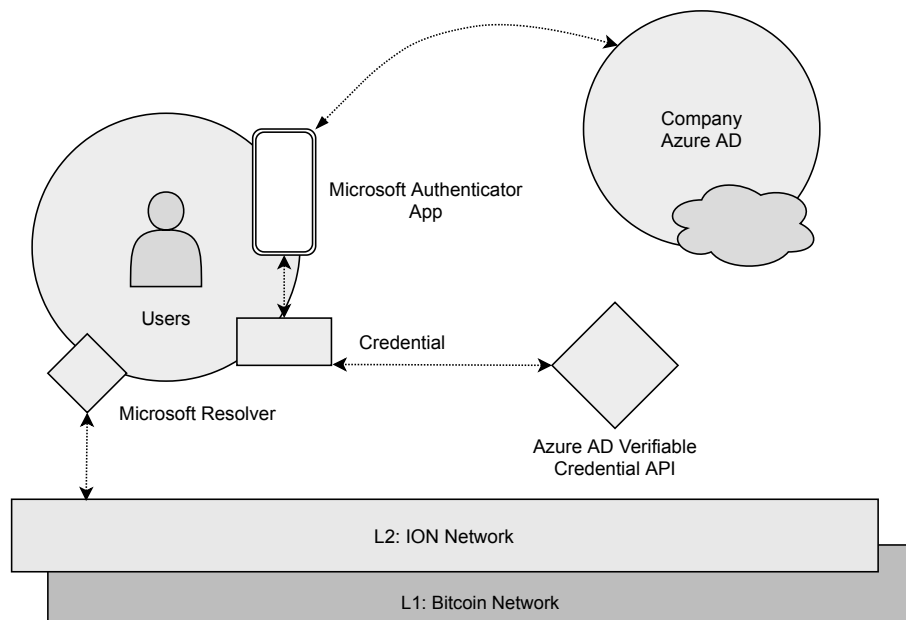 Company
Azure AD
Microsoft Authenticator
App
Users
Credential
Microsoft Resolver
Azure AD Verifiable
Credential API
L2: ION Network
L1: Bitcoin Network